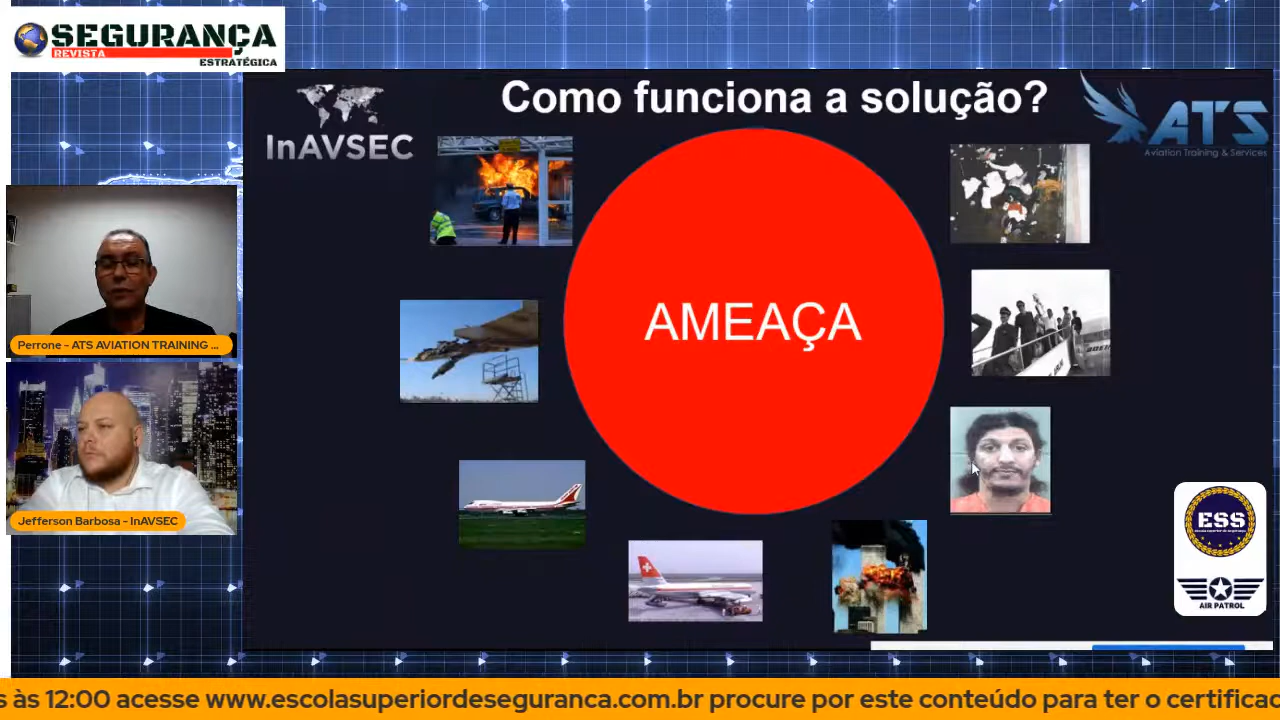 SEGURANÇA
REVISTA
ESTRATÉGICA
Como funciona a solução?
InAVSEC
ATS
Aviation Training & Services
AMEAÇA
Perrone - ATS AVIATION TRAINING ...
Jefferson Barbosa - InAVSEC
ESS
AIR PATROL
s às 12:00 acesse www.escolasuperiordeseguranca.com.br procure por este conteúdo para ter o certificad